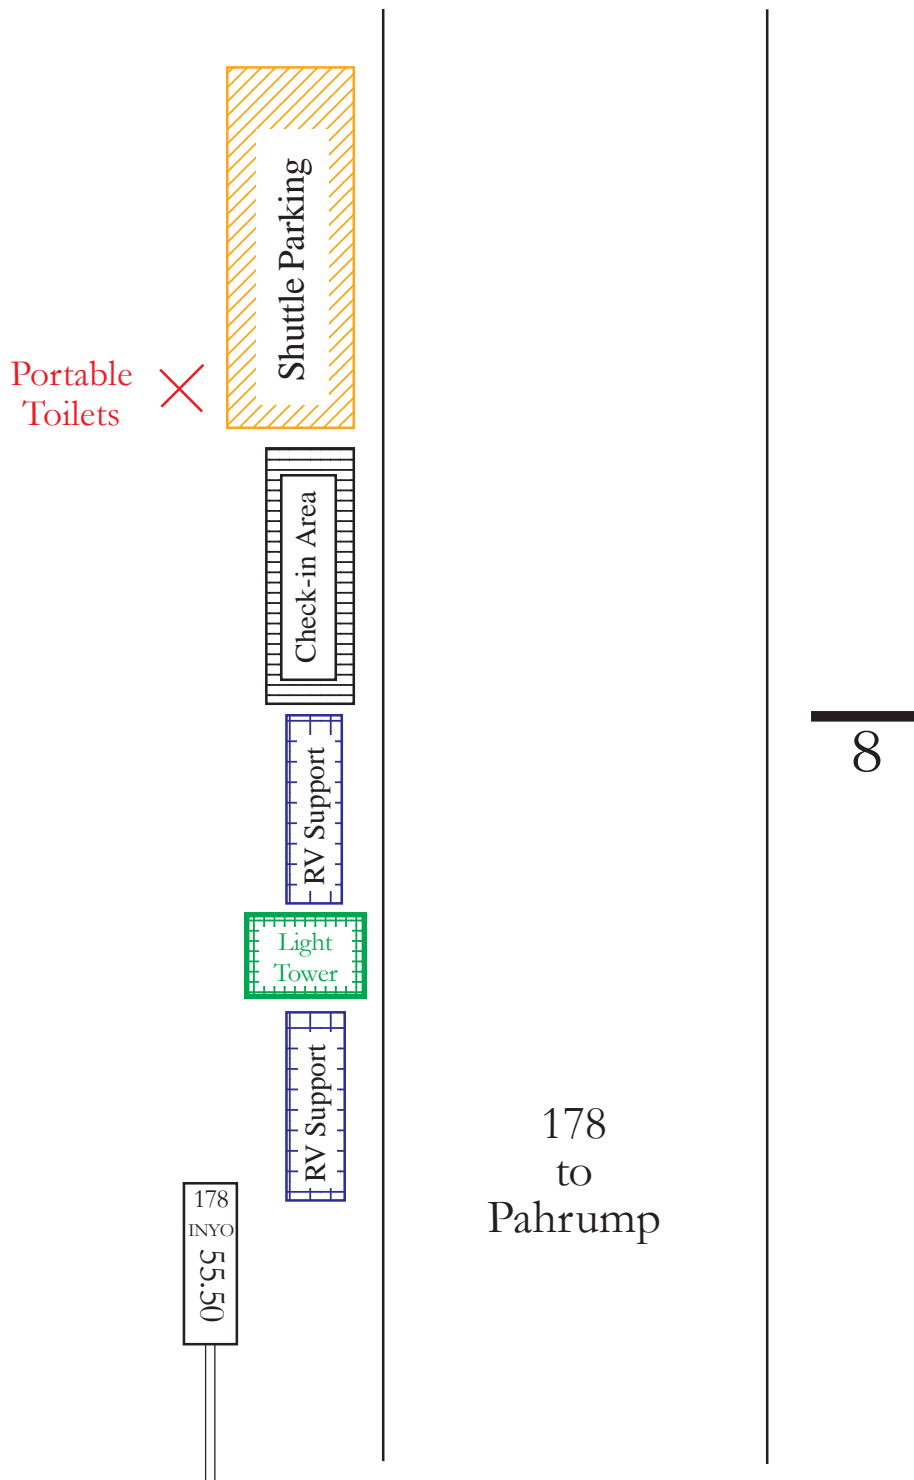 Shuttle Parking
Portable
Toilets
Check-in Area
RV Support
8
Light
Tower
RV Support
178
to
Pahrump
178
INYO
55.50